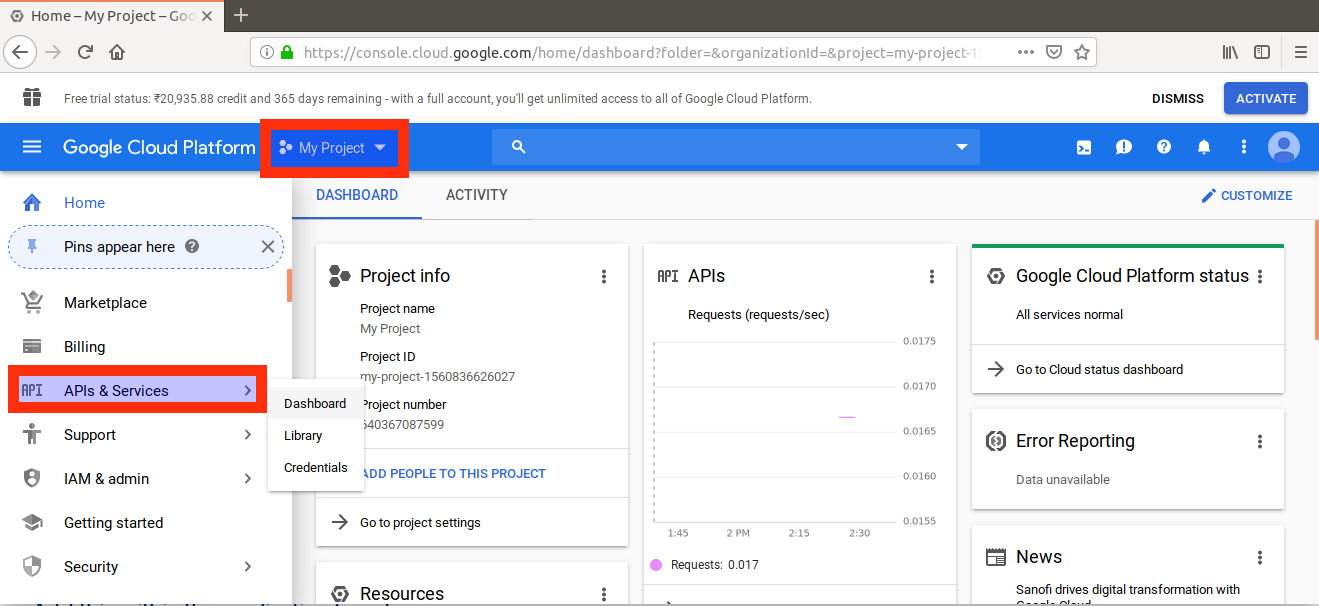 Home – My Project – Goo
https://console.cloud.google.com/home/dashboard?folder=&organizationId=&project=my-project-1
Free trial status: ₹20,935.88 credit and 365 days remaining - with a full account, you'll get unlimited access to all of Google Cloud Platform.
DISMISS
ACTIVATE
Google Cloud Platform
My Project
Home
Pins appear here
Marketplace
Billing
API APIs & Services
Support
IAM & admin
Getting started
Security
Dashboard
Library
Credentials
DASHBOARD
ACTIVITY
CUSTOMIZE
Project info
Project name
My Project
Project ID
my-project-1560836626027
Project number
640367087599
ADD PEOPLE TO THIS PROJECT
Go to project settings
Resources
API APIs
Requests (requests/sec)
0.0175
0.0170
0.0165
0.0160
0.0155
1:45 2 PM 2:15 2:30
Requests: 0.017
Google Cloud Platform status
All services normal
Go to Cloud status dashboard
Error Reporting
Data unavailable
News
Sanofi drives digital transformation with
Google Cloud